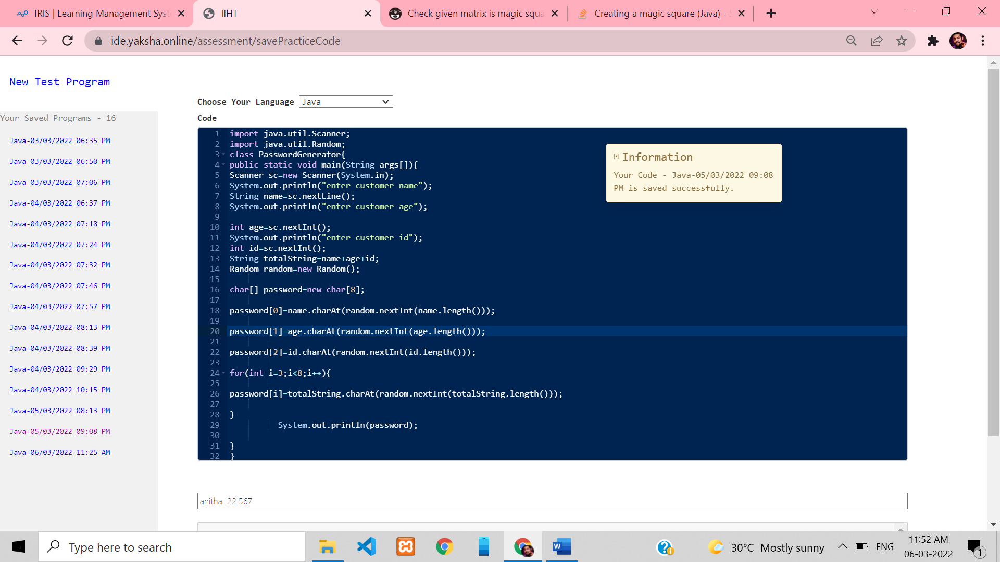 IRIS | Learning Management Syst
IIHT
Check given matrix is magic squa
Creating a magic square (Java) - S
ide.yaksha.online/assessment/savePracticeCode
New Test Program
Choose Your Language Java
Your Saved Programs - 16
Code
Java-03/03/2022 06:35 PM
Java-03/03/2022 06:50 PM
Java-03/03/2022 07:06 PM
Java-04/03/2022 06:37 PM
Java-04/03/2022 07:18 PM
Java-04/03/2022 07:24 PM
Java-04/03/2022 07:32 PM
Java-04/03/2022 07:46 PM
Java-04/03/2022 07:57 PM
Java-04/03/2022 08:13 PM
Java-04/03/2022 08:39 PM
Java-04/03/2022 09:29 PM
Java-04/03/2022 10:15 PM
Java-05/03/2022 08:13 PM
Java-05/03/2022 09:08 PM
Java-06/03/2022 11:25 AM
1 import java.util.Scanner;
2 import java.util.Random;
3 class PasswordGenerator{
4 public static void main(String args[]){
5 Scanner sc=new Scanner(System.in);
6 System.out.println("enter customer name");
7 String name=sc.nextLine();
8 System.out.println("enter customer age");
9
10 int age=sc.nextInt();
11 System.out.println("enter customer id");
12 int id=sc.nextInt();
13 String totalString=name+age+id;
14 Random random=new Random();
15
16 char[] password=new char[8];
17
18 password[0]=name.charAt(random.nextInt(name.length()));
19
20 password[1]=age.charAt(random.nextInt(age.length()));
21
22 password[2]=id.charAt(random.nextInt(id.length()));
23
24 for(int i=3;i<8;i++){
25
26 password[i]=totalString.charAt(random.nextInt(totalString.length()));
27
28 }
29 System.out.println(password);
30
31 }
32 }
Information
Your Code - Java-05/03/2022 09:08
PM is saved successfully.
anitha  22 567
Type here to search
30°C Mostly sunny
ENG
11:52 AM
06-03-2022
1